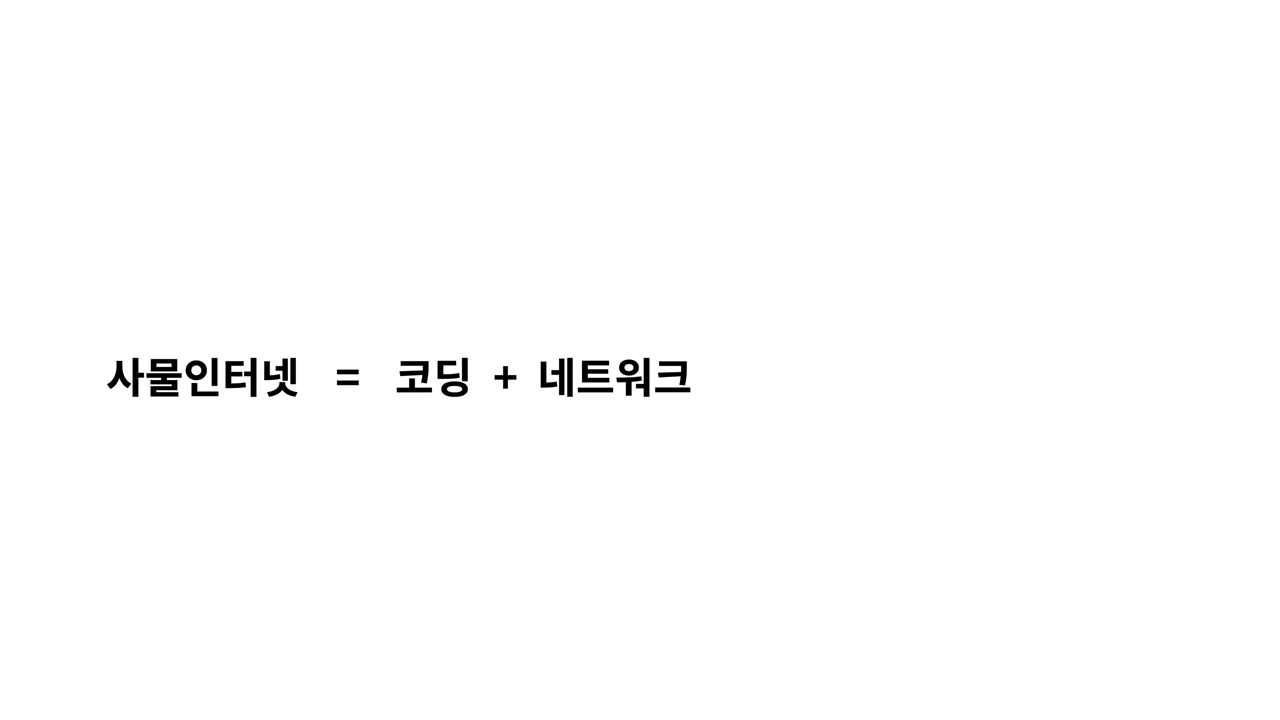 사물인터넷 = 코딩 + 네트워크